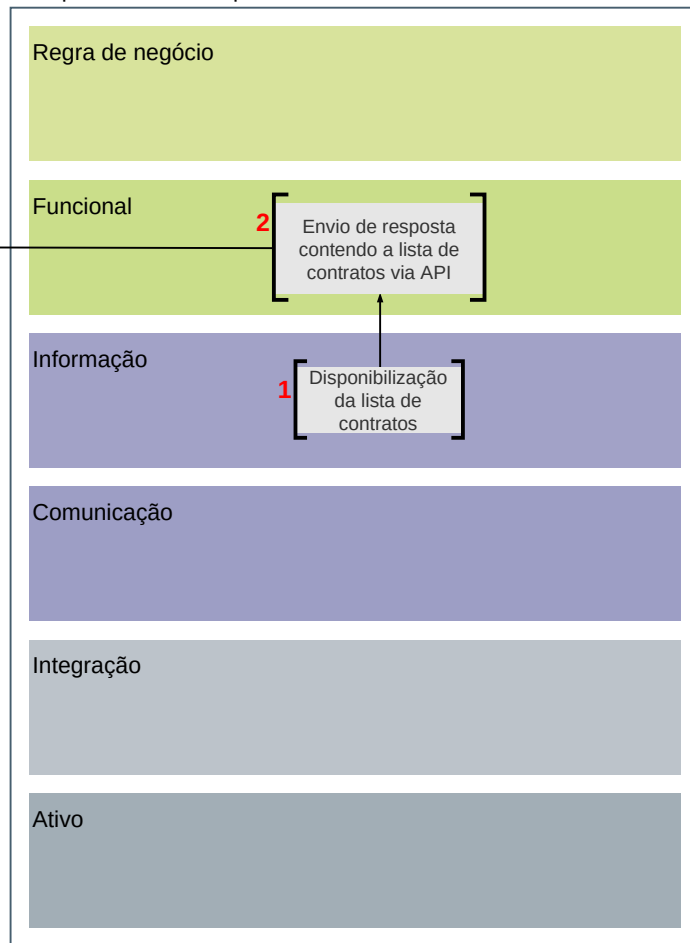 Regra de negócio
Funcional
2
Envio de resposta
contendo a lista de
contratos via API
Informação
1
Disponibilização
da lista de
contratos
Comunicação
Integração
Ativo